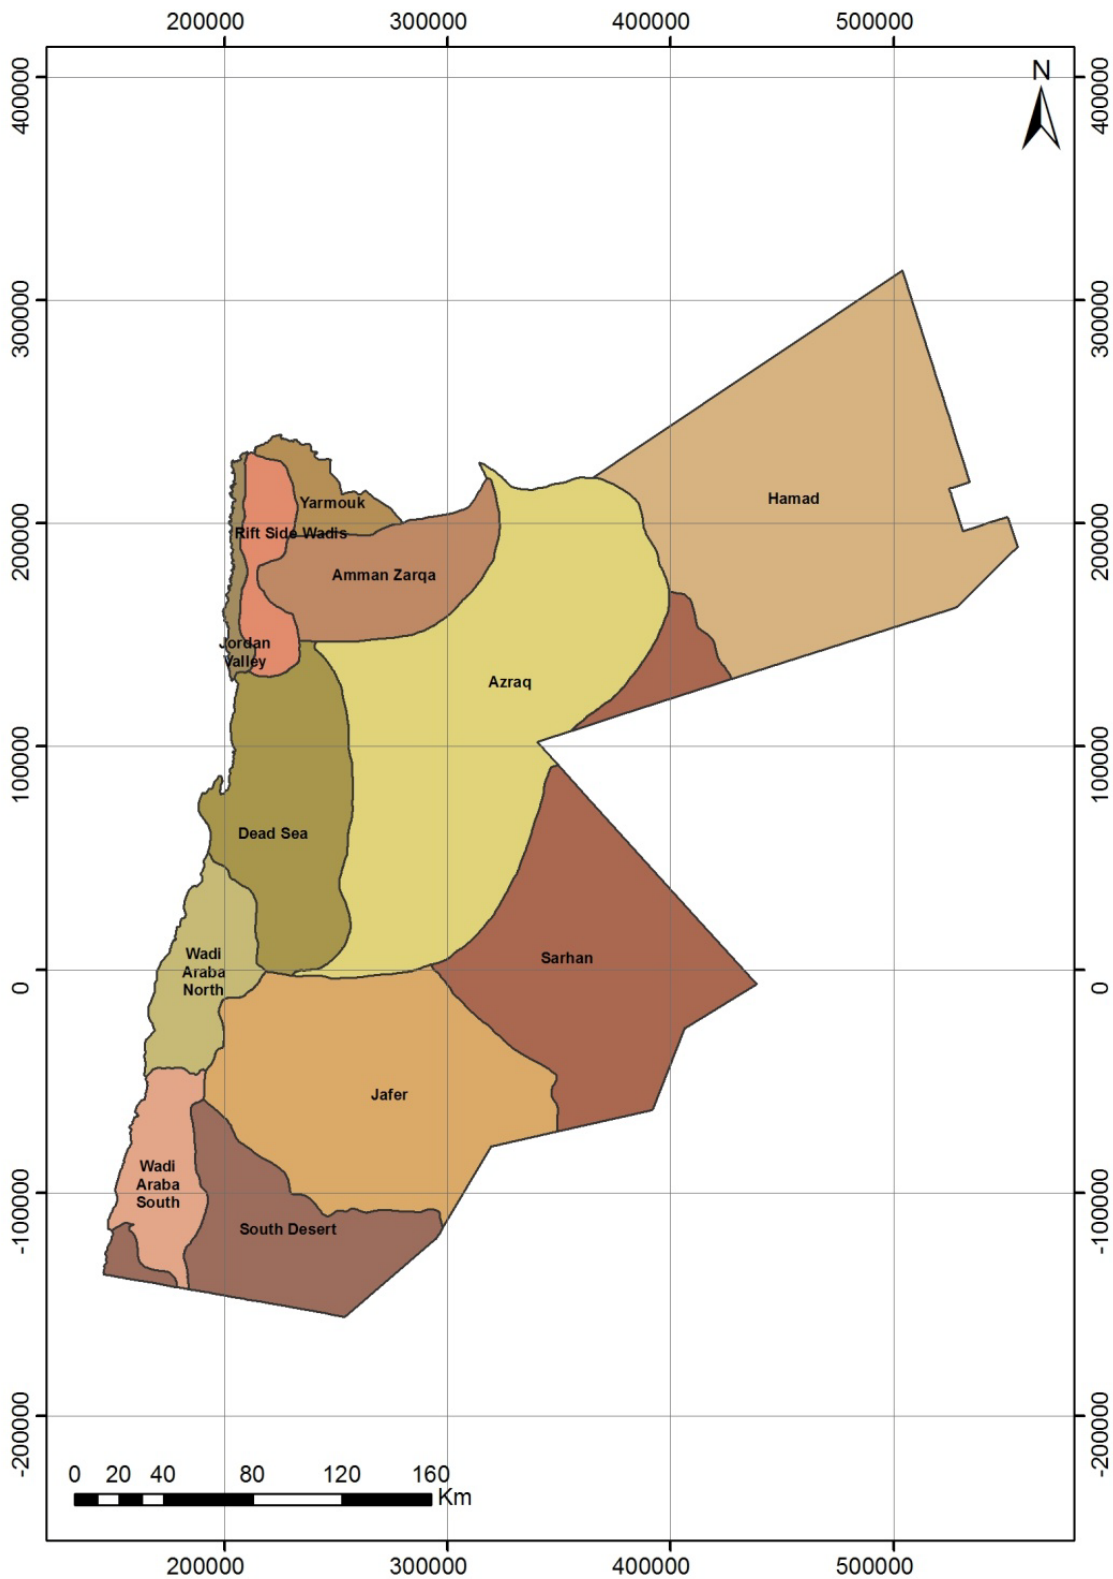 200000 300000 400000 500000
N
400000 400000
300000 300000
Hamad
Yarmouk
200000 200000
Rift Side Wadis
Amman Zarqa
Jordan
Valley
Azraq
100000 100000
Dead Sea
Wadi
Araba
North
Sarhan
0 0
Jafer
Wadi
Araba
South
-100000 -100000
South Desert
-200000 -200000
0 20 40 80 120 160
Km
200000 300000 400000 500000